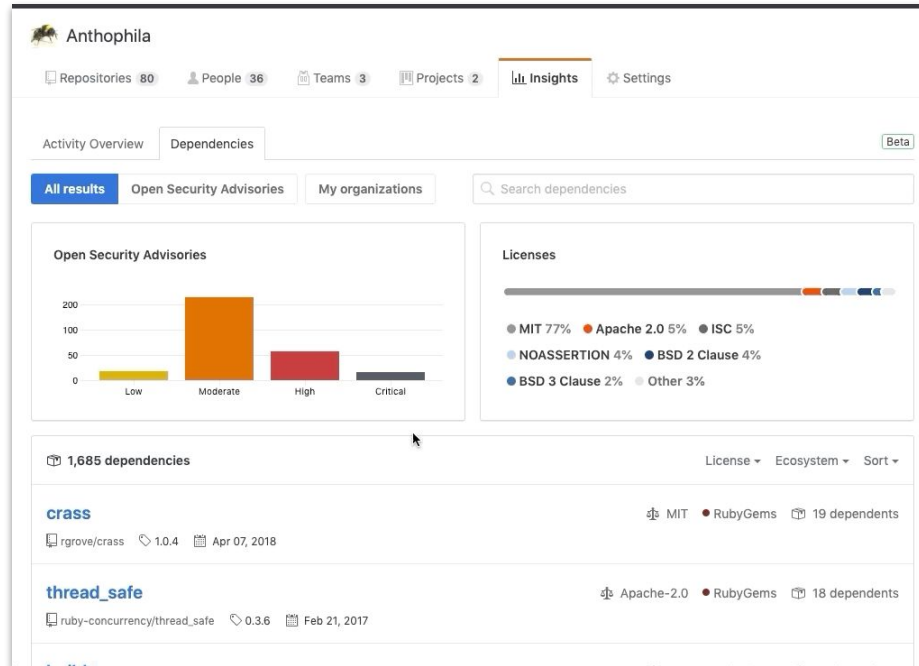 Anthophila
Repositories 80 People 36 Teams 3 Projects 2 Insights Settings
Activity Overview Dependencies Beta
All results Open Security Advisories My organizations Search dependencies
Open Security Advisories
200
100
50
0
Low Moderate High Critical
Licenses
MIT 77% Apache 2.0 5% ISC 5%
NOASSERTION 4% BSD 2 Clause 4%
BSD 3 Clause 2% Other 3%
1,685 dependencies License Ecosystem Sort
crass MIT RubyGems 19 dependents
rgrove/crass 1.0.4 Apr 07, 2018
thread_safe Apache-2.0 RubyGems 18 dependents
ruby-concurrency/thread_safe 0.3.6 Feb 21, 2017